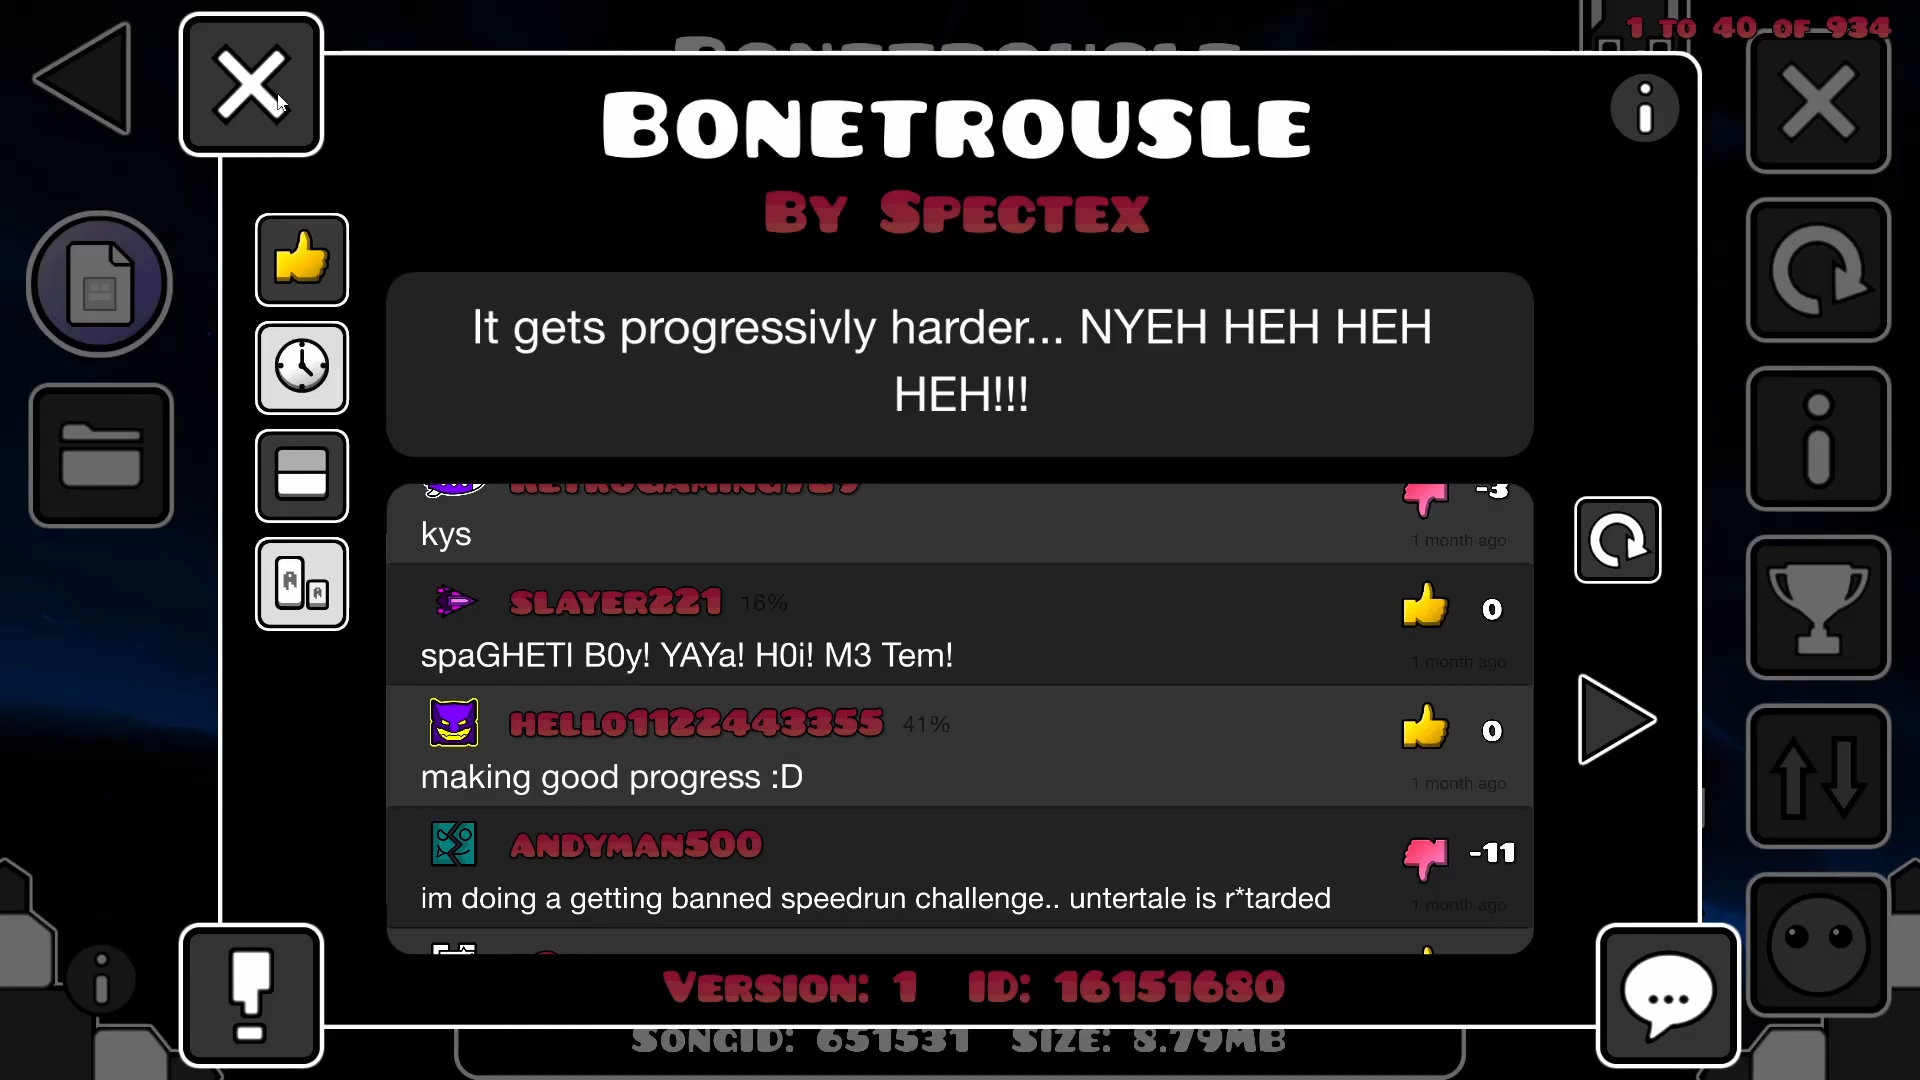 1 to 40 of 934
Bonetrousle
Bonetrousle
By Spectex
It gets progressivly harder... NYEH HEH HEH
HEH!!!
RETROGAMING789 -3
kys
1 month ago
SLAYER221 16% 0
spaGHETI B0y! YAYa! H0i! M3 Tem!
1 month ago
HELLO1122443355 41% 0
making good progress :D
1 month ago
ANDYMAN500 -11
im doing a getting banned speedrun challenge.. untertale is r*tarded
1 month ago
Version: 1 ID: 16151680
SongID: 651531 Size: 8.79MB